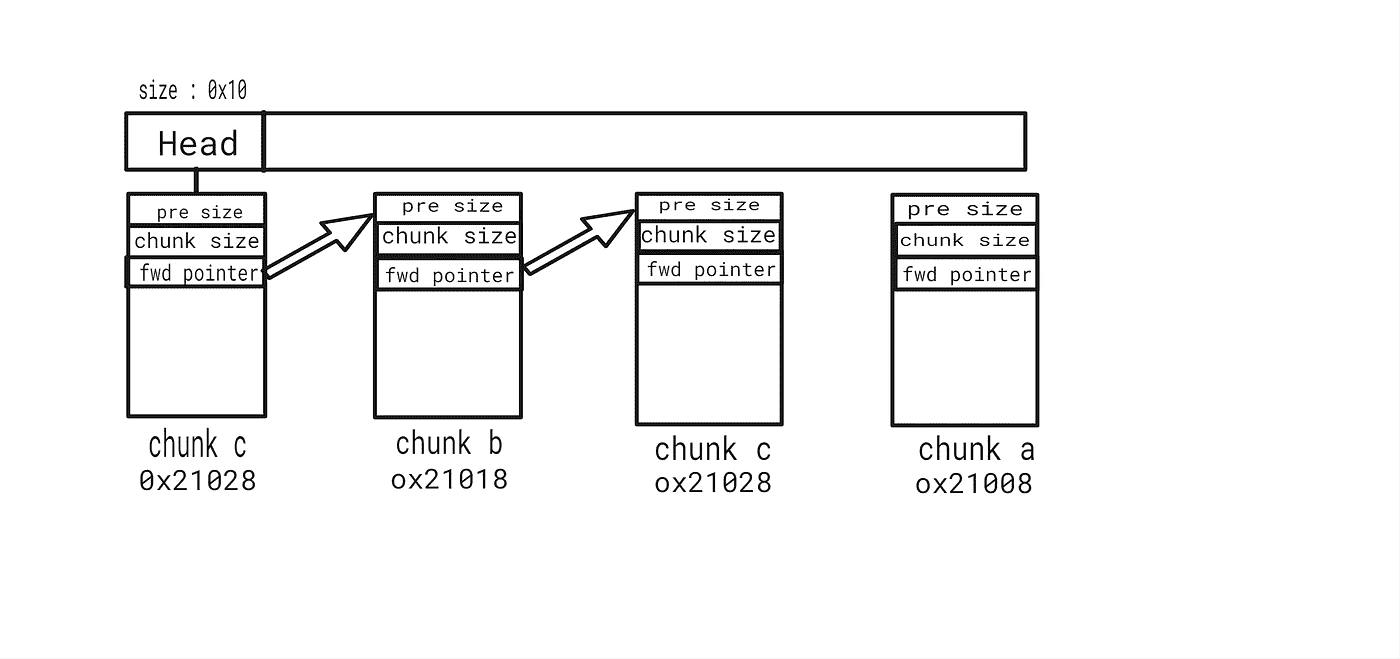 size : 0x10
Head
pre size
chunk size
fwd pointer
chunk c
0x21028
pre size
chunk size
fwd pointer
chunk b
ox21018
pre size
chunk size
fwd pointer
chunk c
ox21028
pre size
chunk size
fwd pointer
chunk a
ox21008